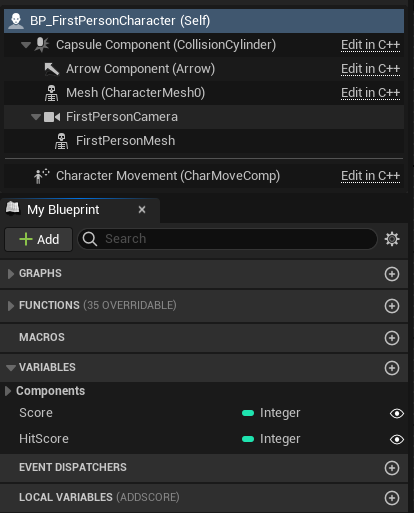 BP_FirstPersonCharacter (Self)
Capsule Component (CollisionCylinder) Edit in C++
Arrow Component (Arrow) Edit in C++
Mesh (CharacterMesh0) Edit in C++
FirstPersonCamera
FirstPersonMesh
Character Movement (CharMoveComp) Edit in C++
My Blueprint ×
+ Add Search
GRAPHS
FUNCTIONS (35 OVERRIDABLE)
MACROS
VARIABLES
Components
Score Integer
HitScore Integer
EVENT DISPATCHERS
LOCAL VARIABLES (ADDSCORE)